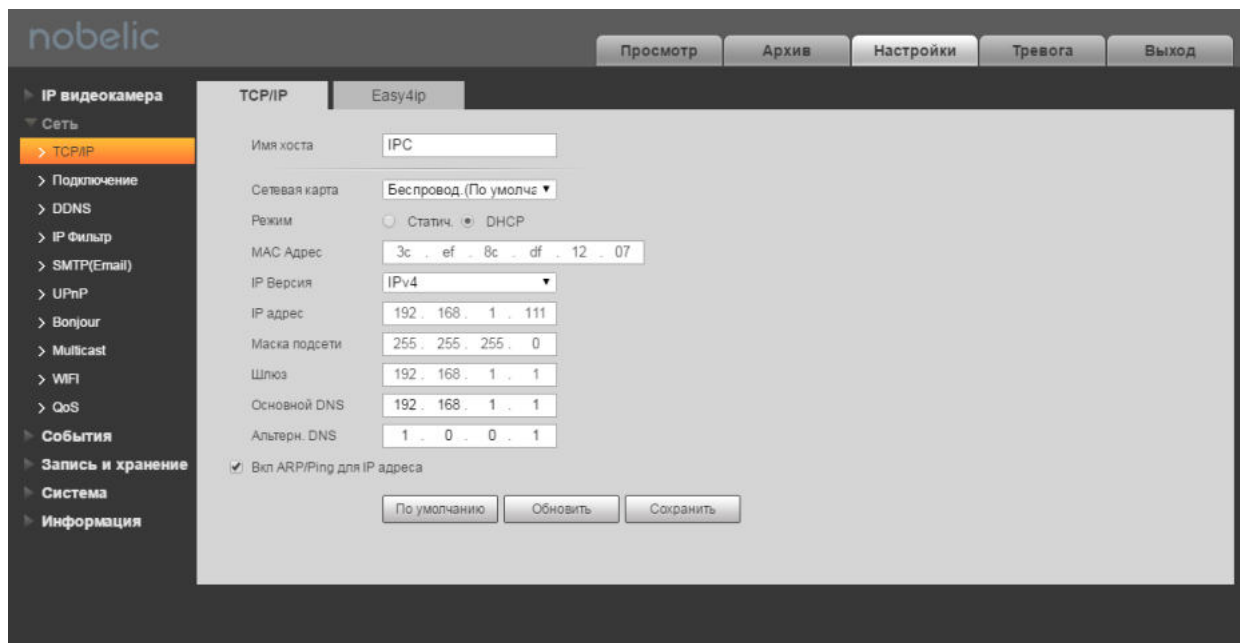 nobelic
Просмотр Архив Настройки Тревога Выход
IP видеокамера
Сеть
TCP/IP
Подключение
DDNS
IP Фильтр
SMTP(Email)
UPnP
Bonjour
Multicast
WIFI
QoS
События
Запись и хранение
Система
Информация
TCP/IP Easy4ip
Имя хоста IPC
Сетевая карта Беспровод.(По умолча
Режим Статич. DHCP
MAC Адрес 3c . ef . 8c . df . 12 . 07
IP Версия IPv4
IP адрес 192 . 168 . 1 . 111
Маска подсети 255 . 255 . 255 . 0
Шлюз 192 . 168 . 1 . 1
Основной DNS 192 . 168 . 1 . 1
Альтерн. DNS 1 . 0 . 0 . 1
Вкл ARP/Ping для IP адреса
По умолчанию Обновить Сохранить